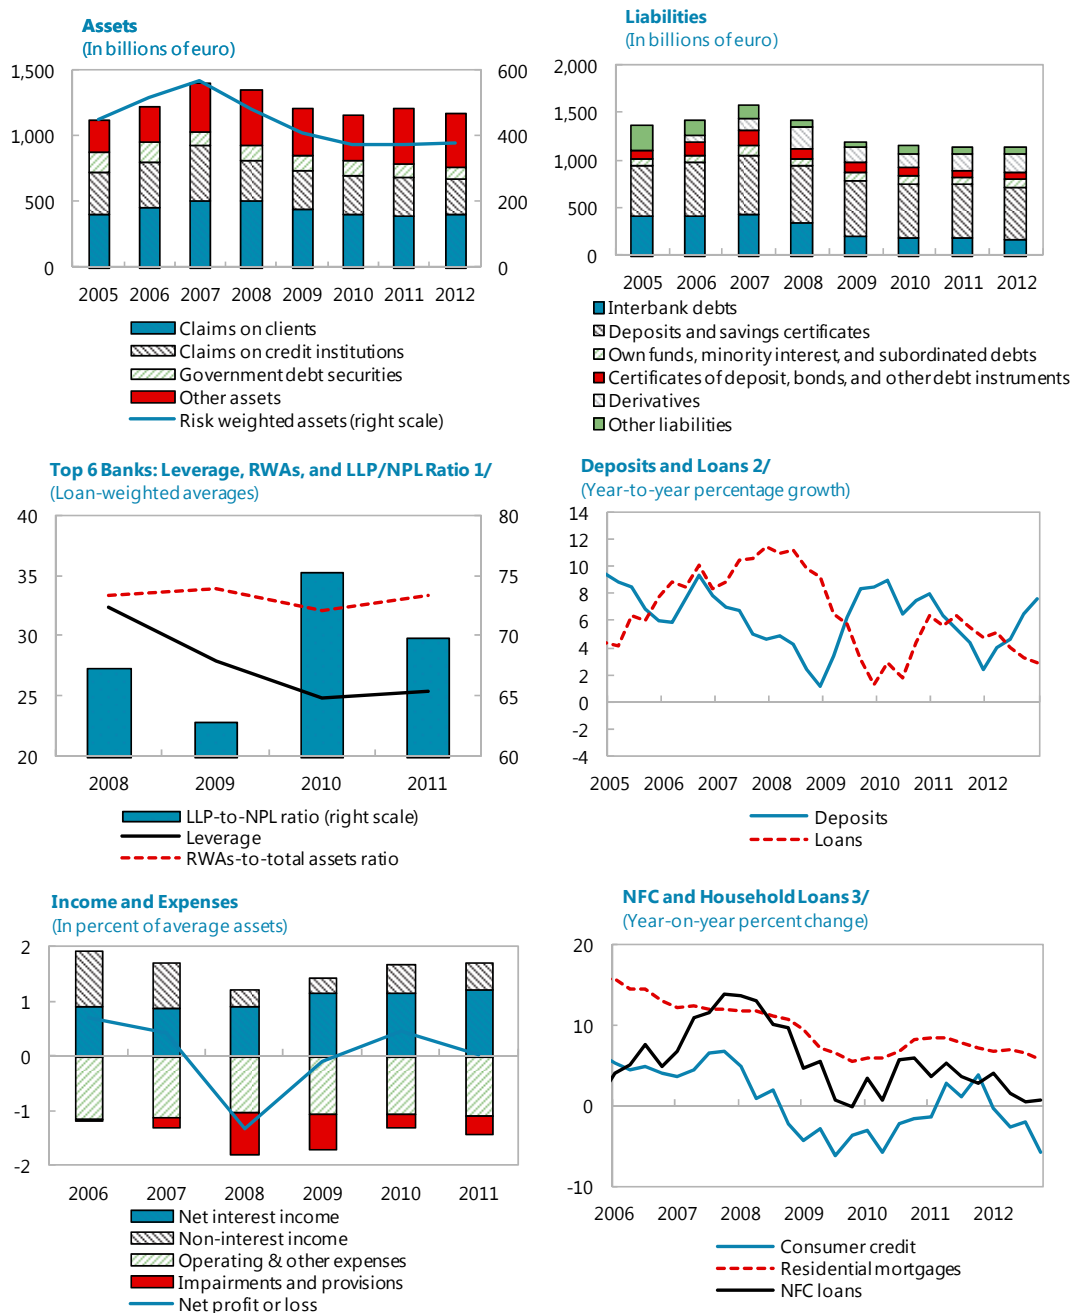 Assets
(In billions of euro)
1,500
1,000
500
0
600
400
200
0
2005 2006 2007 2008 2009 2010 2011 2012
Claims on clients
Claims on credit institutions
Government debt securities
Other assets
Risk weighted assets (right scale)
Liabilities
(In billions of euro)
2,000
1,500
1,000
500
0
2005 2006 2007 2008 2009 2010 2011 2012
Interbank debts
Deposits and savings certificates
Own funds, minority interest, and subordinated debts
Certificates of deposit, bonds, and other debt instruments
Derivatives
Other liabilities
Top 6 Banks: Leverage, RWAs, and LLP/NPL Ratio 1/
(Loan-weighted averages)
40
35
30
25
20
80
75
70
65
60
2008 2009 2010 2011
LLP-to-NPL ratio (right scale)
Leverage
RWAs-to-total assets ratio
Deposits and Loans 2/
(Year-to-year percentage growth)
14
12
10
8
6
4
2
0
-2
-4
2005 2006 2007 2008 2009 2010 2011 2012
Deposits
Loans
Income and Expenses
(In percent of average assets)
2
1
0
-1
-2
2006 2007 2008 2009 2010 2011
Net interest income
Non-interest income
Operating & other expenses
Impairments and provisions
Net profit or loss
NFC and Household Loans 3/
(Year-on-year percent change)
20
10
0
-10
2006 2007 2008 2009 2010 2011 2012
Consumer credit
Residential mortgages
NFC loans